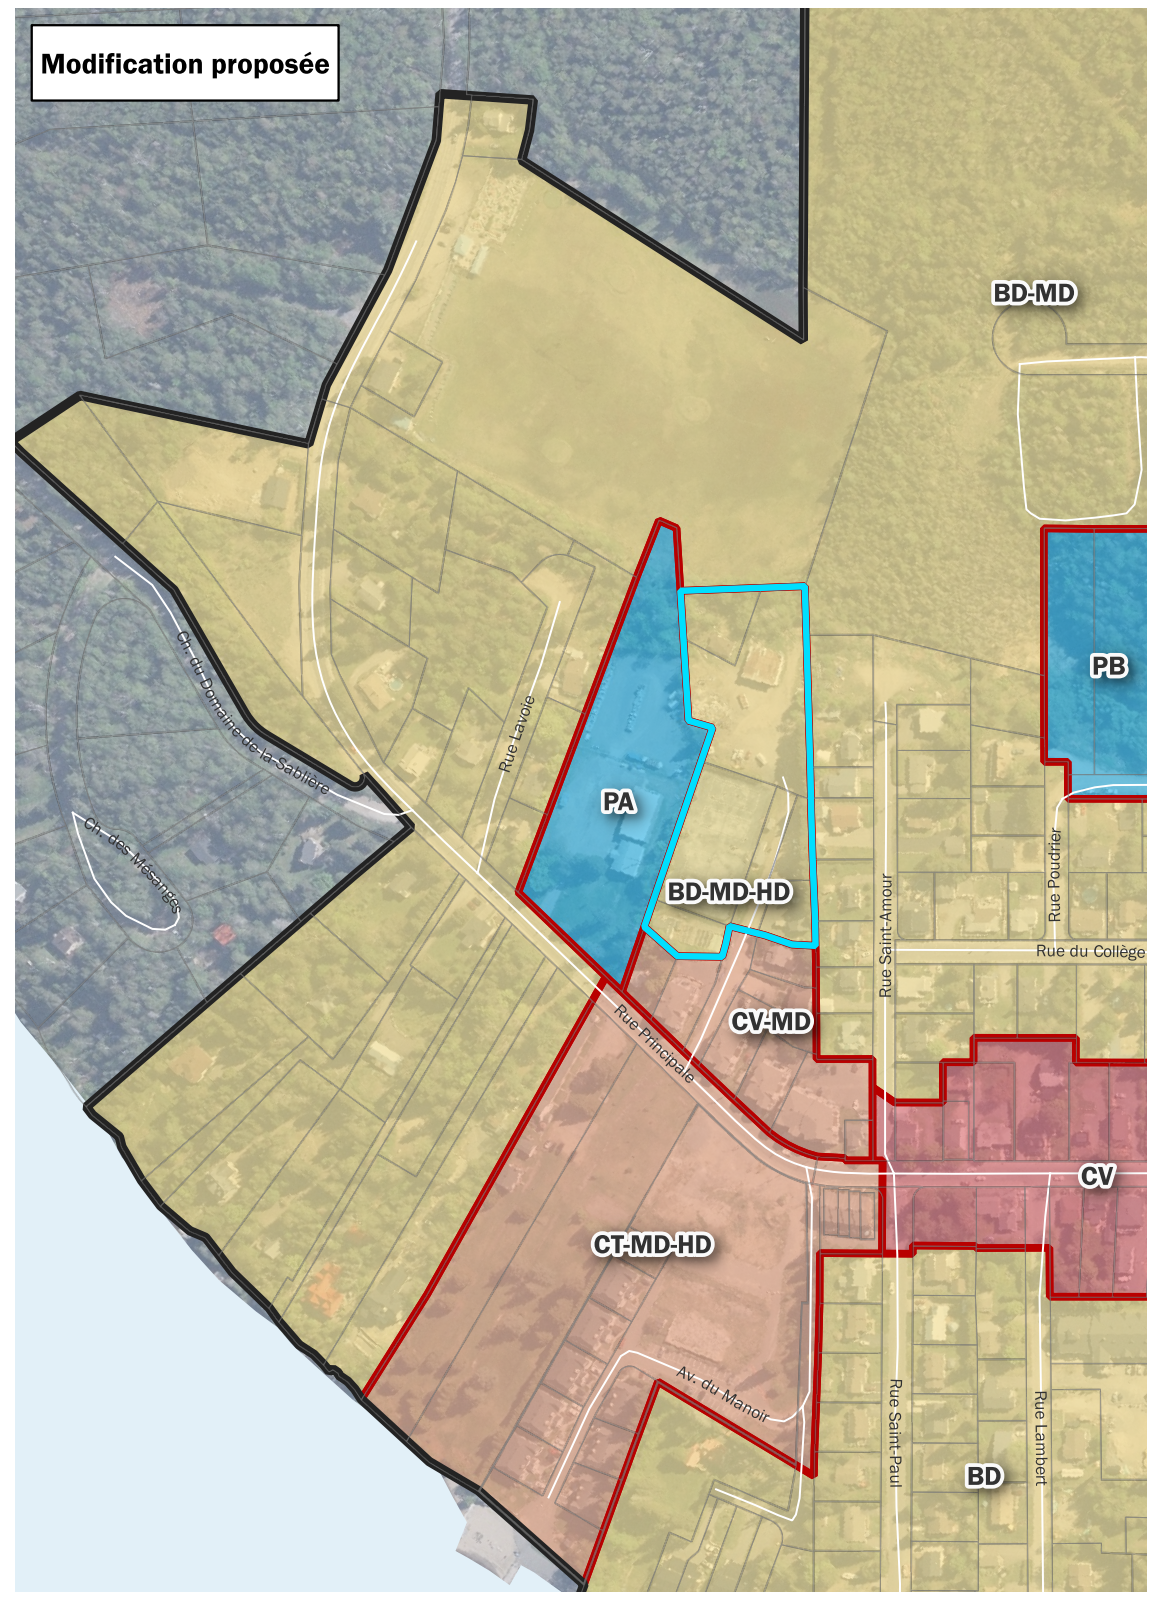 Modification proposée
BD-MD
PB
Ch. du Domaine-de-la-Sablière
Rue Lavoie
PA
Ch. des Mésanges
BD-MD-HD
Rue Saint-Amour
Rue Poudrier
Rue du Collège
CV-MD
Rue Principale
CV
CT-MD-HD
Av. du Manoir
Rue Saint-Paul
Rue Lambert
BD